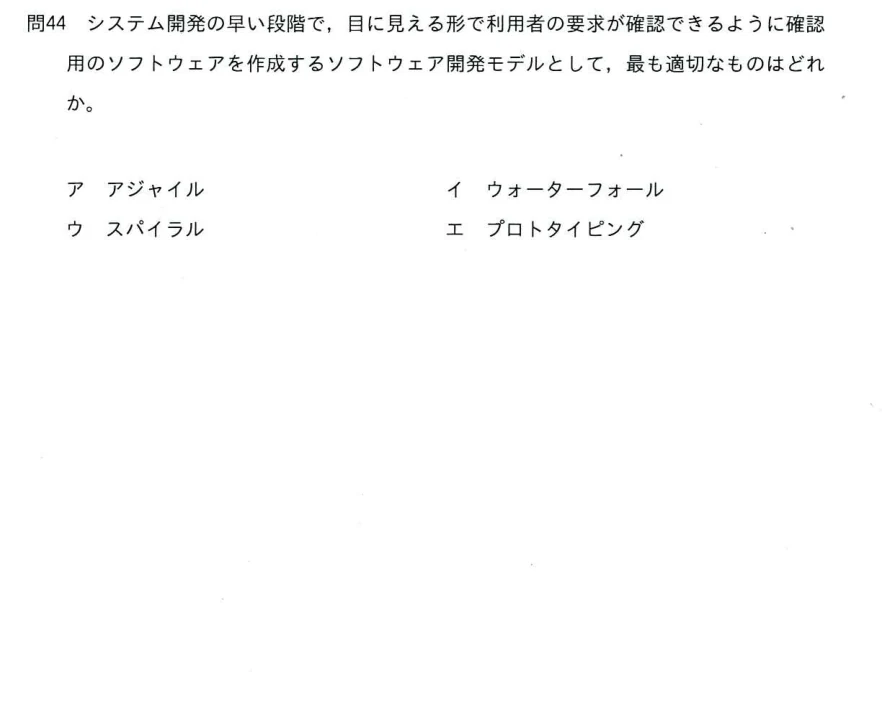 問44　システム開発の早い段階で，目に見える形で利用者の要求が確認できるように確認
用のソフトウェアを作成するソフトウェア開発モデルとして，最も適切なものはどれ
か。
ア　アジャイル　イ　ウォーターフォール
ウ　スパイラル　エ　プロトタイピング